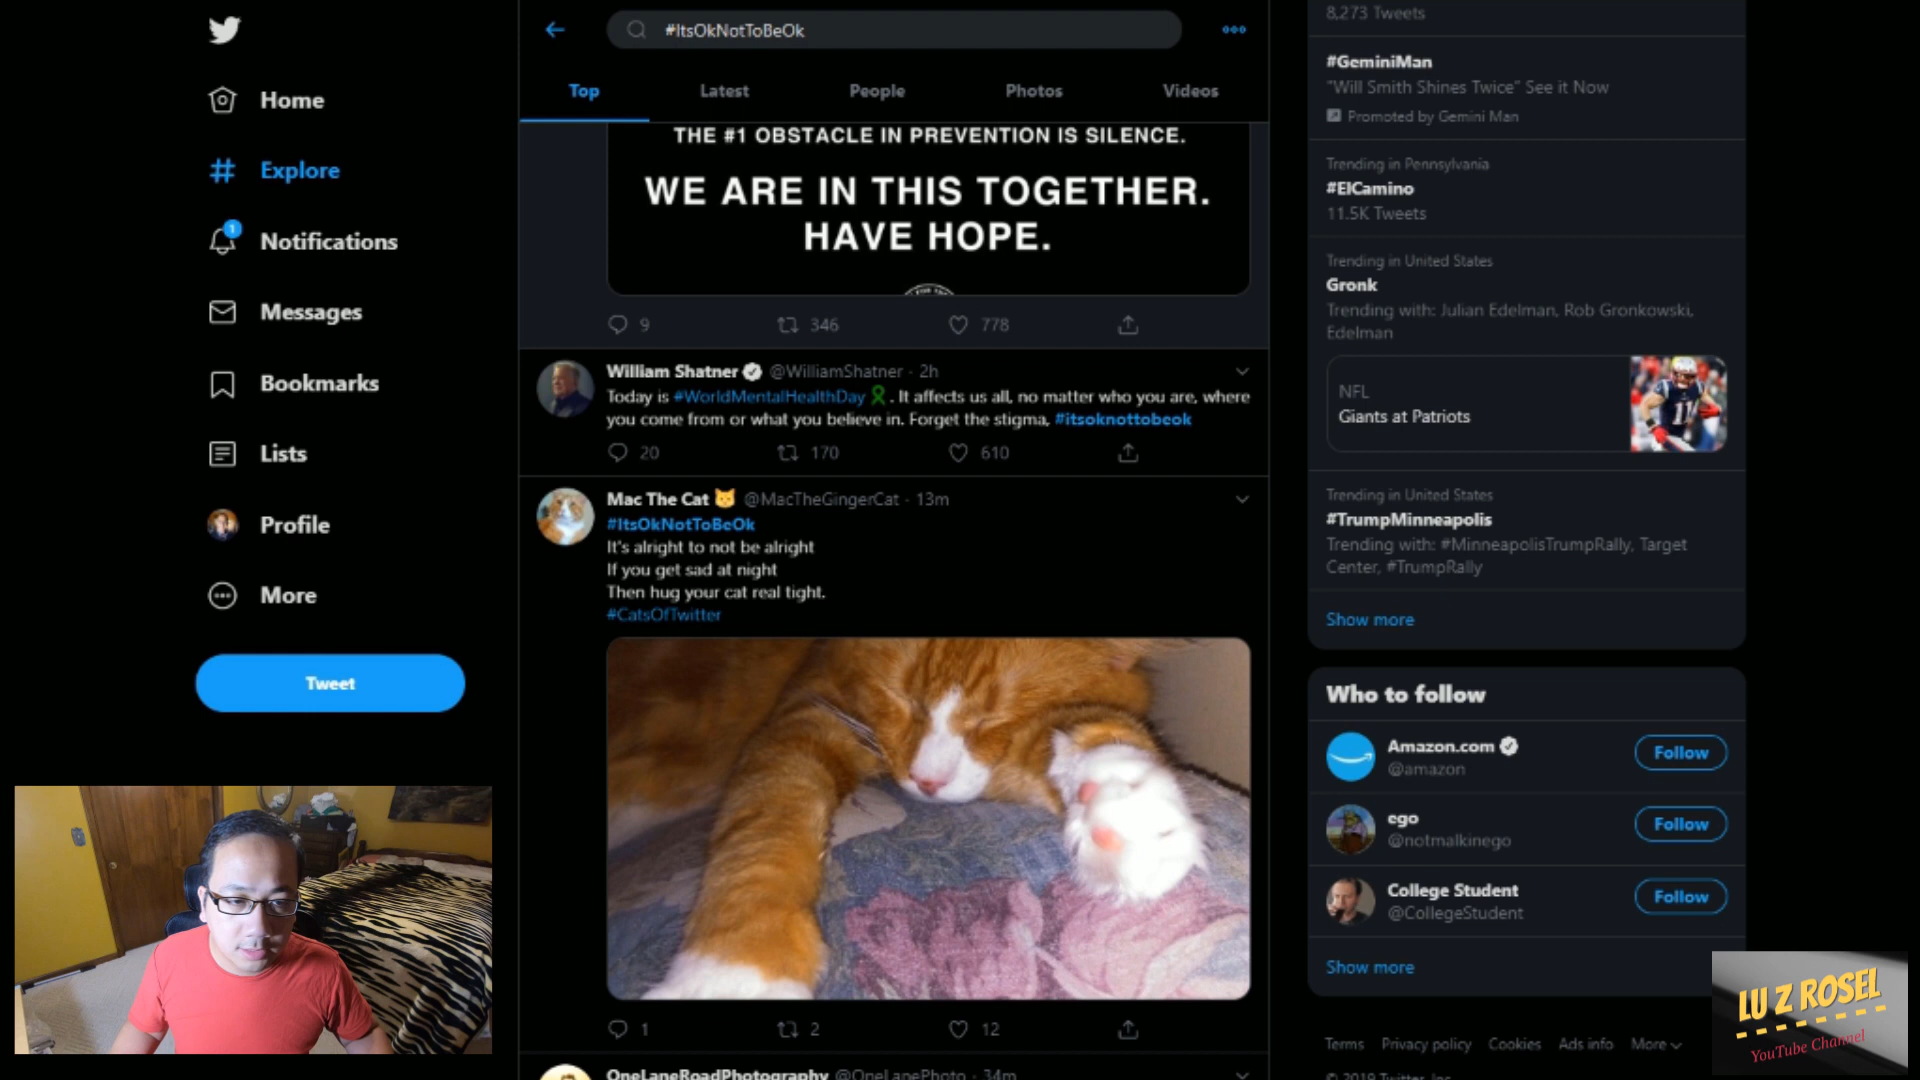 Home
Explore
1
Notifications
Messages
Bookmarks
Lists
Profile
More
Tweet
#ItsOkNotToBeOk
Top
Latest
People
Photos
Videos
THE #1 OBSTACLE IN PREVENTION IS SILENCE.
WE ARE IN THIS TOGETHER.
HAVE HOPE.
9
346
778
William Shatner @WilliamShatner · 2h
Today is #WorldMentalHealthDay. It affects us all, no matter who you are, where
you come from or what you believe in. Forget the stigma, #itsoknottobeok
20
170
610
Mac The Cat @MacTheGingerCat · 13m
#ItsOkNotToBeOk
It's alright to not be alright
If you get sad at night
Then hug your cat real tight.
#CatsOfTwitter
1
2
12
OneLaneRoadPhotography @OneLanePhoto · 34m
8,273 Tweets
#GeminiMan
"Will Smith Shines Twice" See it Now
Promoted by Gemini Man
Trending in Pennsylvania
#ElCamino
11.5K Tweets
Trending in United States
Gronk
Trending with: Julian Edelman, Rob Gronkowski,
Edelman
NFL
Giants at Patriots
Trending in United States
#TrumpMinneapolis
Trending with: #MinneapolisTrumpRally, Target
Center, #TrumpRally
Show more
Who to follow
Amazon.com
@amazon
Follow
ego
@notmalkinego
Follow
College Student
@CollegeStudent
Follow
Show more
Terms Privacy policy Cookies Ads info More
© 2019 Twitter, Inc.
LU Z ROSEL
YouTube Channel